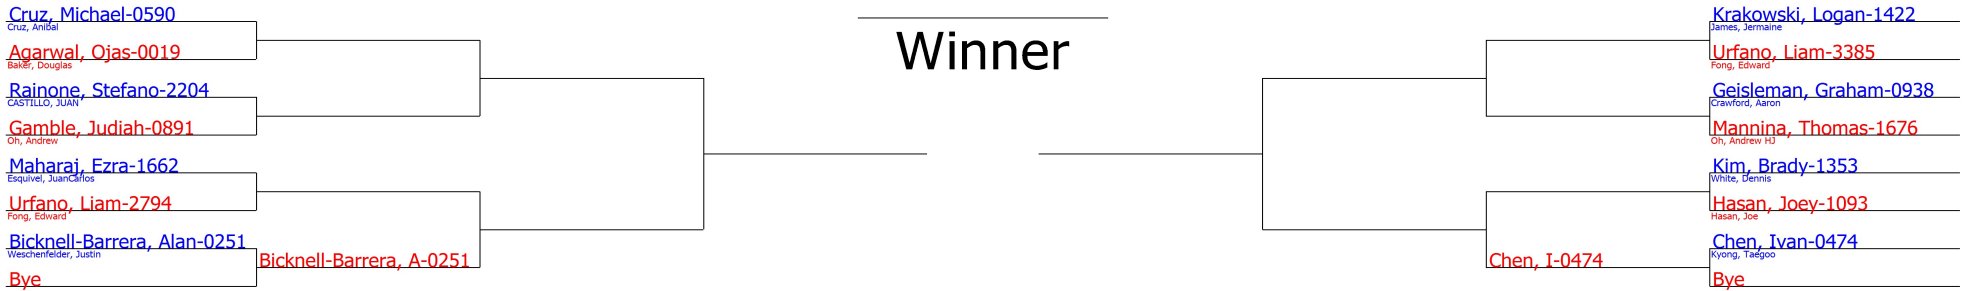 Cruz, Michael-0590
Cruz, Anibal
Agarwal, Ojas-0019
Baker, Douglas
Rainone, Stefano-2204
CASTILLO, JUAN
Gamble, Judiah-0891
Oh, Andrew
Maharaj, Ezra-1662
Esquivel, JuanCarlos
Urfano, Liam-2794
Fong, Edward
Bicknell-Barrera, Alan-0251
Weschenfelder, Justin
Bye
Bicknell-Barrera, A-0251
Winner
Chen, I-0474
Krakowski, Logan-1422
James, Jermaine
Urfano, Liam-3385
Fong, Edward
Geisleman, Graham-0938
Crawford, Aaron
Mannina, Thomas-1676
Oh, Andrew HJ
Kim, Brady-1353
White, Dennis
Hasan, Joey-1093
Hasan, Joe
Chen, Ivan-0474
Kyong, Taegoo
Bye